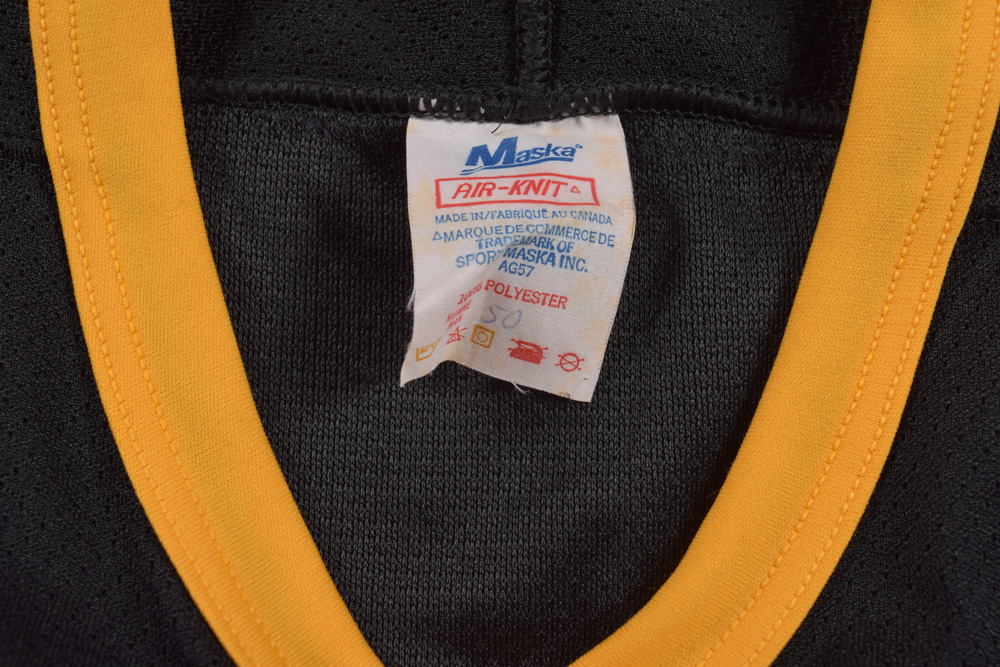 Maska
AIR-KNIT △
MADE IN/FABRIQUÉ AU CANADA
△MARQUE DE COMMERCE DE
TRADEMARK OF
SPORT MASKA INC.
AG57
100% POLYESTER
50